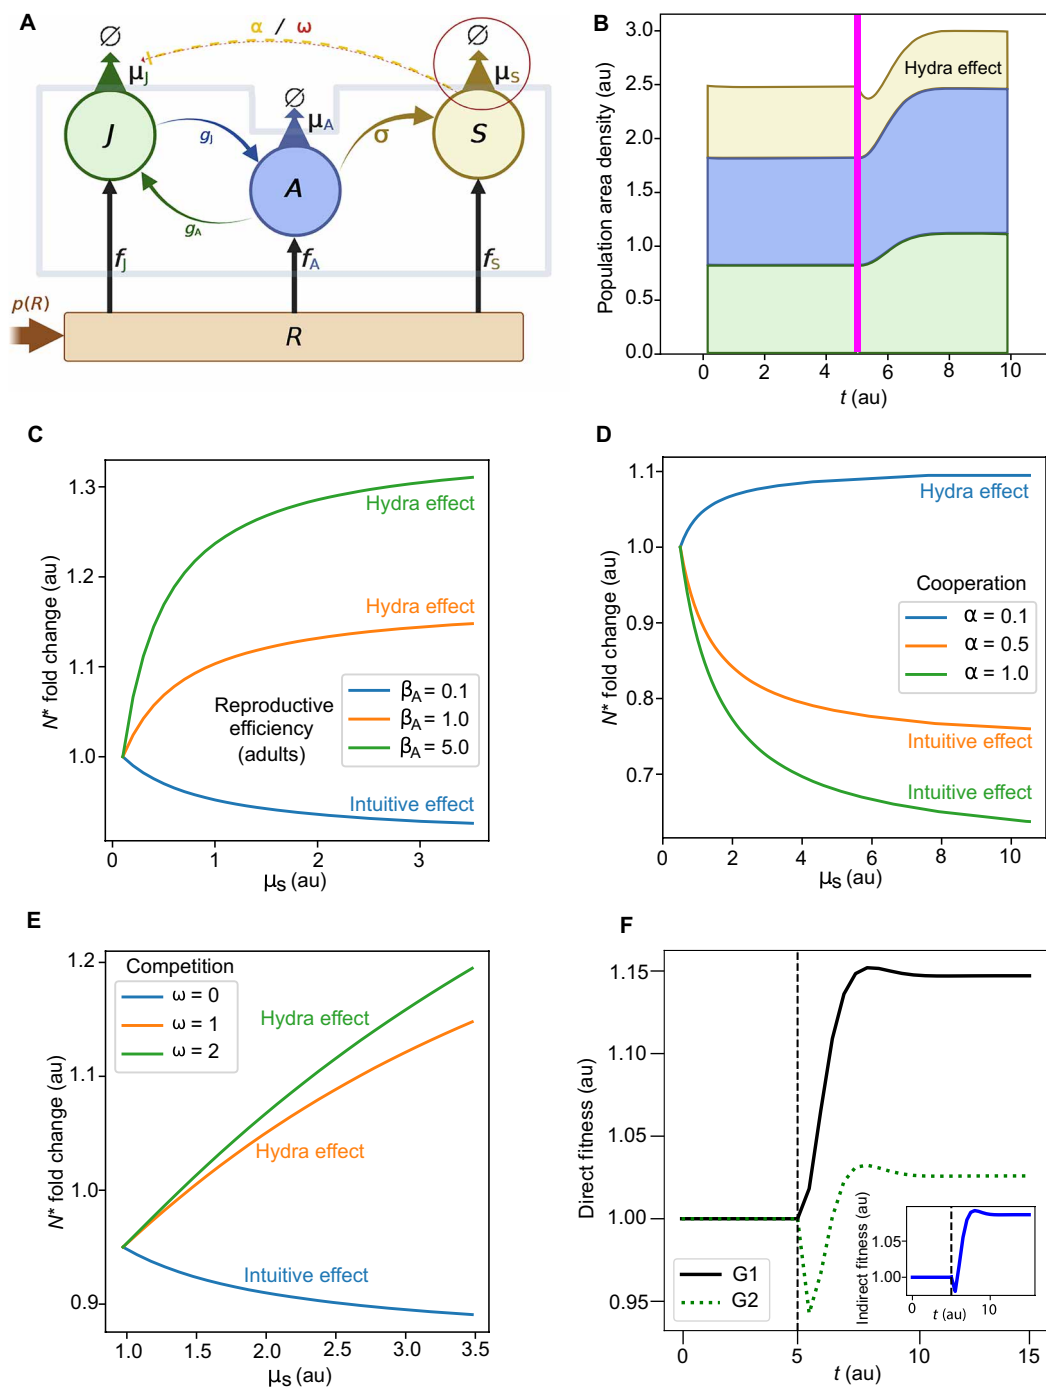 A
α / ω
∅
∅
∅
μJ
μA
μS
J
A
S
gJ
gA
σ
fJ
fA
fS
p(R)
R
B
Population area density (au)
3.0
2.5
2.0
1.5
1.0
0.5
0.0
Hydra effect
0 2 4 6 8 10
t (au)
C
N* fold change (au)
1.3
1.2
1.1
1.0
Hydra effect
Hydra effect
Reproductive
efficiency
(adults)
βA = 0.1
βA = 1.0
βA = 5.0
Intuitive effect
0 1 2 3
μS (au)
D
N* fold change (au)
1.1
1.0
0.9
0.8
0.7
Hydra effect
Cooperation
α = 0.1
α = 0.5
α = 1.0
Intuitive effect
Intuitive effect
0 2 4 6 8 10
μS (au)
E
N* fold change (au)
1.2
1.1
1.0
0.9
Competition
ω = 0
ω = 1
ω = 2
Hydra effect
Hydra effect
Intuitive effect
1.0 1.5 2.0 2.5 3.0 3.5
μS (au)
F
Direct fitness (au)
1.15
1.10
1.05
1.00
0.95
G1
G2
Indirect fitness (au)
1.05
1.00
0 10
t (au)
0 5 10 15
t (au)